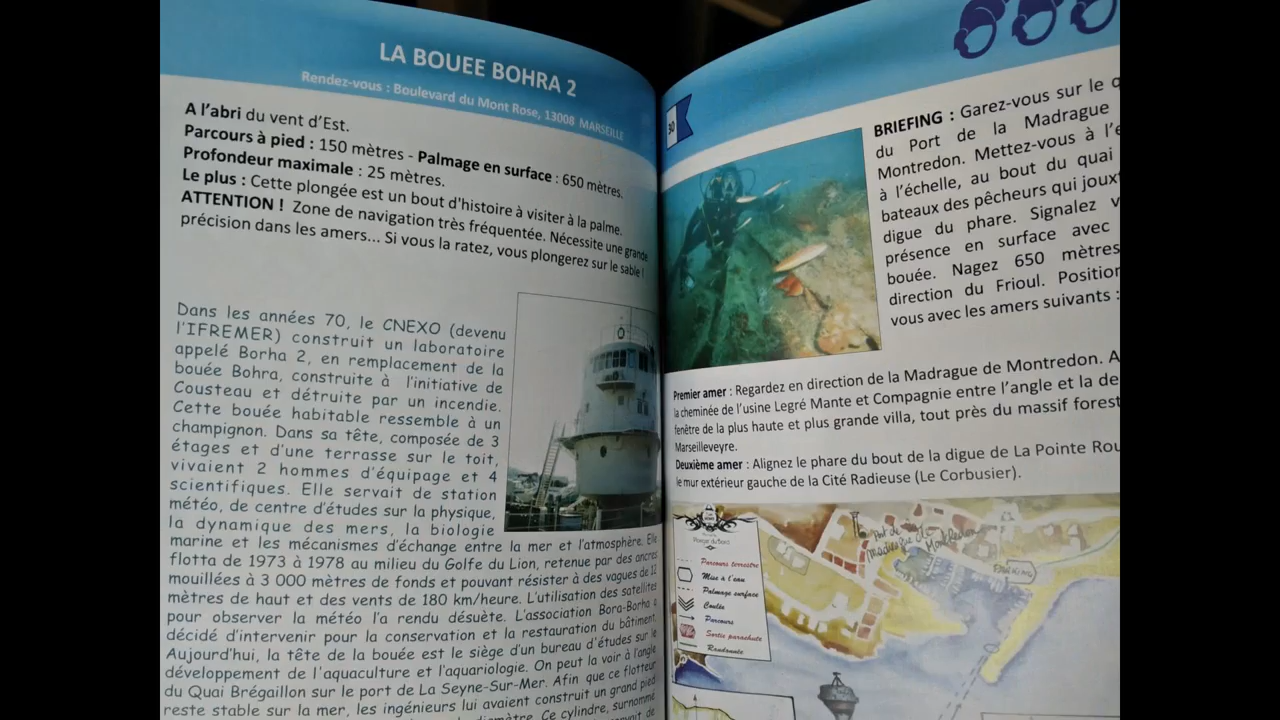 LA BOUEE BOHRA 2
Rendez-vous : Boulevard du Mont Rose, 13008 MARSEILLE
A l'abri du vent d'Est.
Parcours à pied : 150 mètres - Palmage en surface : 650 mètres.
Profondeur maximale : 25 mètres.
Le plus : Cette plongée est un bout d'histoire à visiter à la palme.
ATTENTION ! Zone de navigation très fréquentée. Nécessite une grande
précision dans les amers... Si vous la ratez, vous plongerez sur le sable !
Dans les années 70, le CNEXO (devenu
l'IFREMER) construit un laboratoire
appelé Borha 2, en remplacement de la
bouée Bohra, construite à l'initiative de
Cousteau et détruite par un incendie.
Cette bouée habitable ressemble à un
champignon. Dans sa tête, composée de 3
étages et d'une terrasse sur le toit,
vivaient 2 hommes d'équipage et 4
scientifiques. Elle servait de station
météo, de centre d'études sur la physique,
la dynamique des mers, la biologie
marine et les mécanismes d'échange entre la mer et l'atmosphère. Elle
flotta de 1973 à 1978 au milieu du Golfe du Lion, retenue par des ancres
mouillées à 3 000 mètres de fonds et pouvant résister à des vagues de 12
mètres de haut et des vents de 180 km/heure. L'utilisation des satellites
pour observer la météo l'a rendu désuète. L'association Bora-Borha a
décidé d'intervenir pour la conservation et la restauration du bâtiment.
Aujourd'hui, la tête de la bouée est le siège d'un bureau d'études sur le
développement de l'aquaculture et l'aquariologie. On peut la voir à l'angle
du Quai Brégaillon sur le port de La Seyne-Sur-Mer. Afin que ce flotteur
reste stable sur la mer, les ingénieurs lui avaient construit un grand pied
diamètre. Ce cylindre, surnommé
30
BRIEFING : Garez-vous sur le q
du Port de la Madrague
Montredon. Mettez-vous à l'e
à l'échelle, au bout du quai
bateaux des pêcheurs qui joux
digue du phare. Signalez v
présence en surface avec
bouée. Nagez 650 mètres
direction du Frioul. Position
vous avec les amers suivants :
Premier amer : Regardez en direction de la Madrague de Montredon. A
la cheminée de l'usine Legré Mante et Compagnie entre l'angle et la de
fenêtre de la plus haute et plus grande villa, tout près du massif forest
Marseilleveyre.
Deuxième amer : Alignez le phare du bout de la digue de La Pointe Rou
le mur extérieur gauche de la Cité Radieuse (Le Corbusier).
Port de
Madrague de
Montredon
Parcours terrestre
Mise à l'eau
Palmage surface
Coulée
Parcours
Sortie parachute
Randonnée